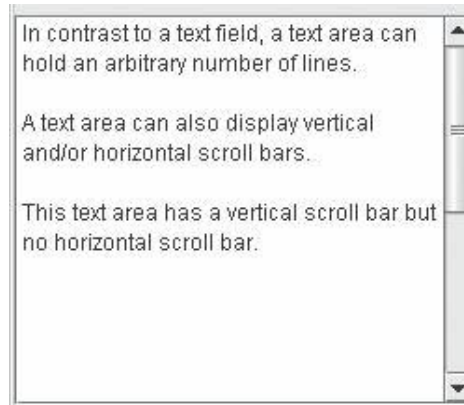 In contrast to a text field, a text area can
hold an arbitrary number of lines.
A text area can also display vertical
and/or horizontal scroll bars.
This text area has a vertical scroll bar but
no horizontal scroll bar.